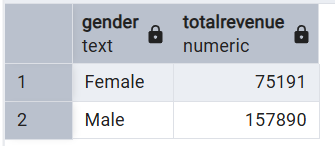 gender totalrevenue
text numeric
1 Female 75191
2 Male 157890